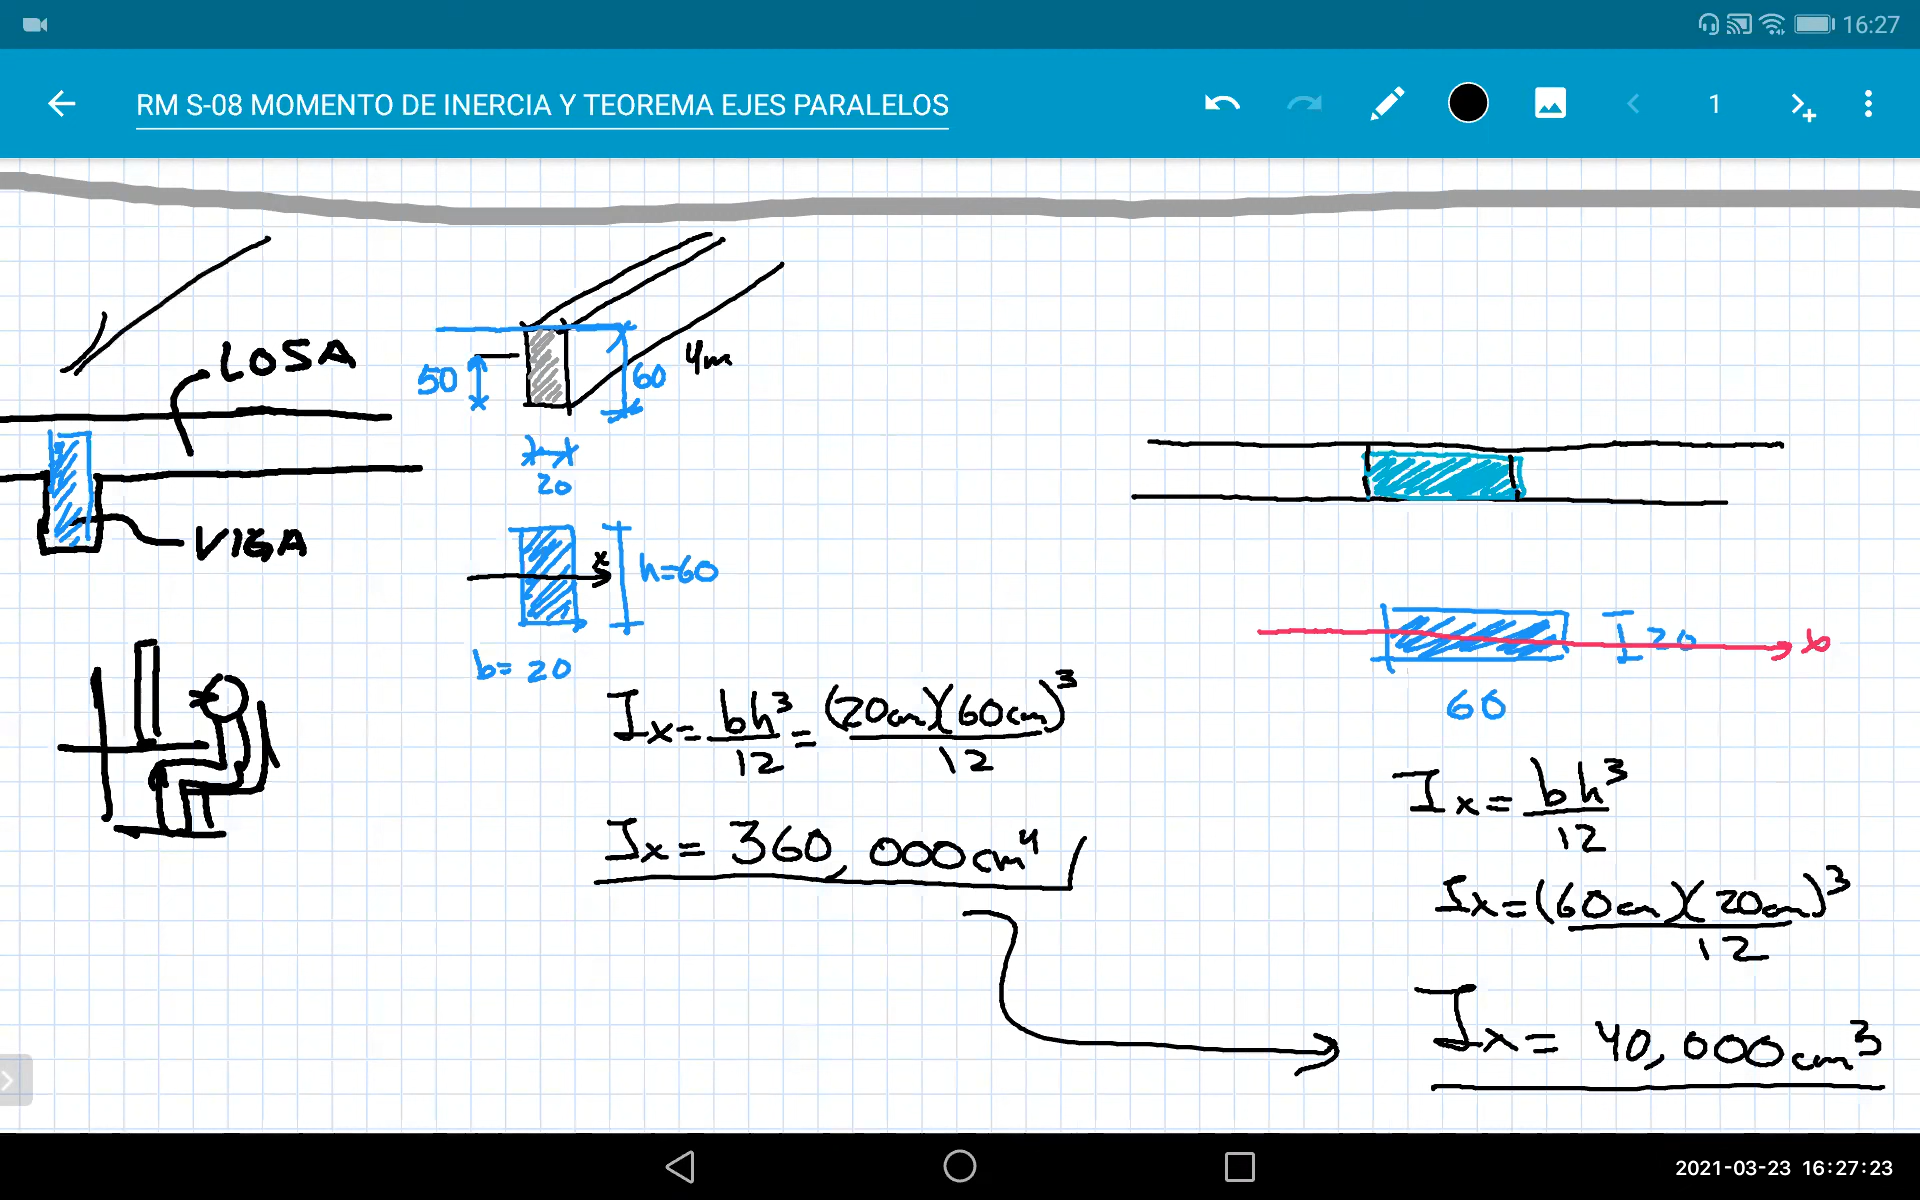 16:27
RM S-08 MOMENTO DE INERCIA Y TEOREMA EJES PARALELOS
1
LOSA
VIGA
50
60
4m
20
x
h=60
b= 20
Ix= bh³/12 = (20cm)(60cm)³/12
Ix= 360,000cm⁴
20
60
Ix= bh³/12
Ix=(60cm)(20cm)³/12
Ix= 40,000cm³
2021-03-23 16:27:23